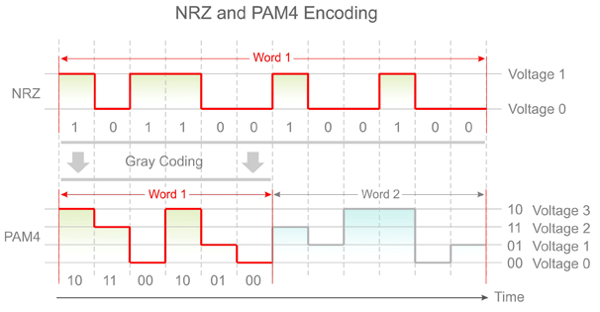 NRZ and PAM4 Encoding
Word 1
Voltage 1
NRZ
Voltage 0
1 0 1 1 0 0 1 0 0 1 0 0
Gray Coding
Word 1
Word 2
10 Voltage 3
11 Voltage 2
PAM4
01 Voltage 1
00 Voltage 0
10 11 00 10 01 00
Time